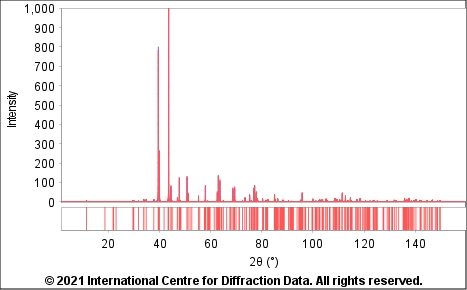 1,000
900
800
700
600
500
400
300
200
100
0
Intensity
20 40 60 80 100 120 140
2θ (°)
© 2021 International Centre for Diffraction Data. All rights reserved.